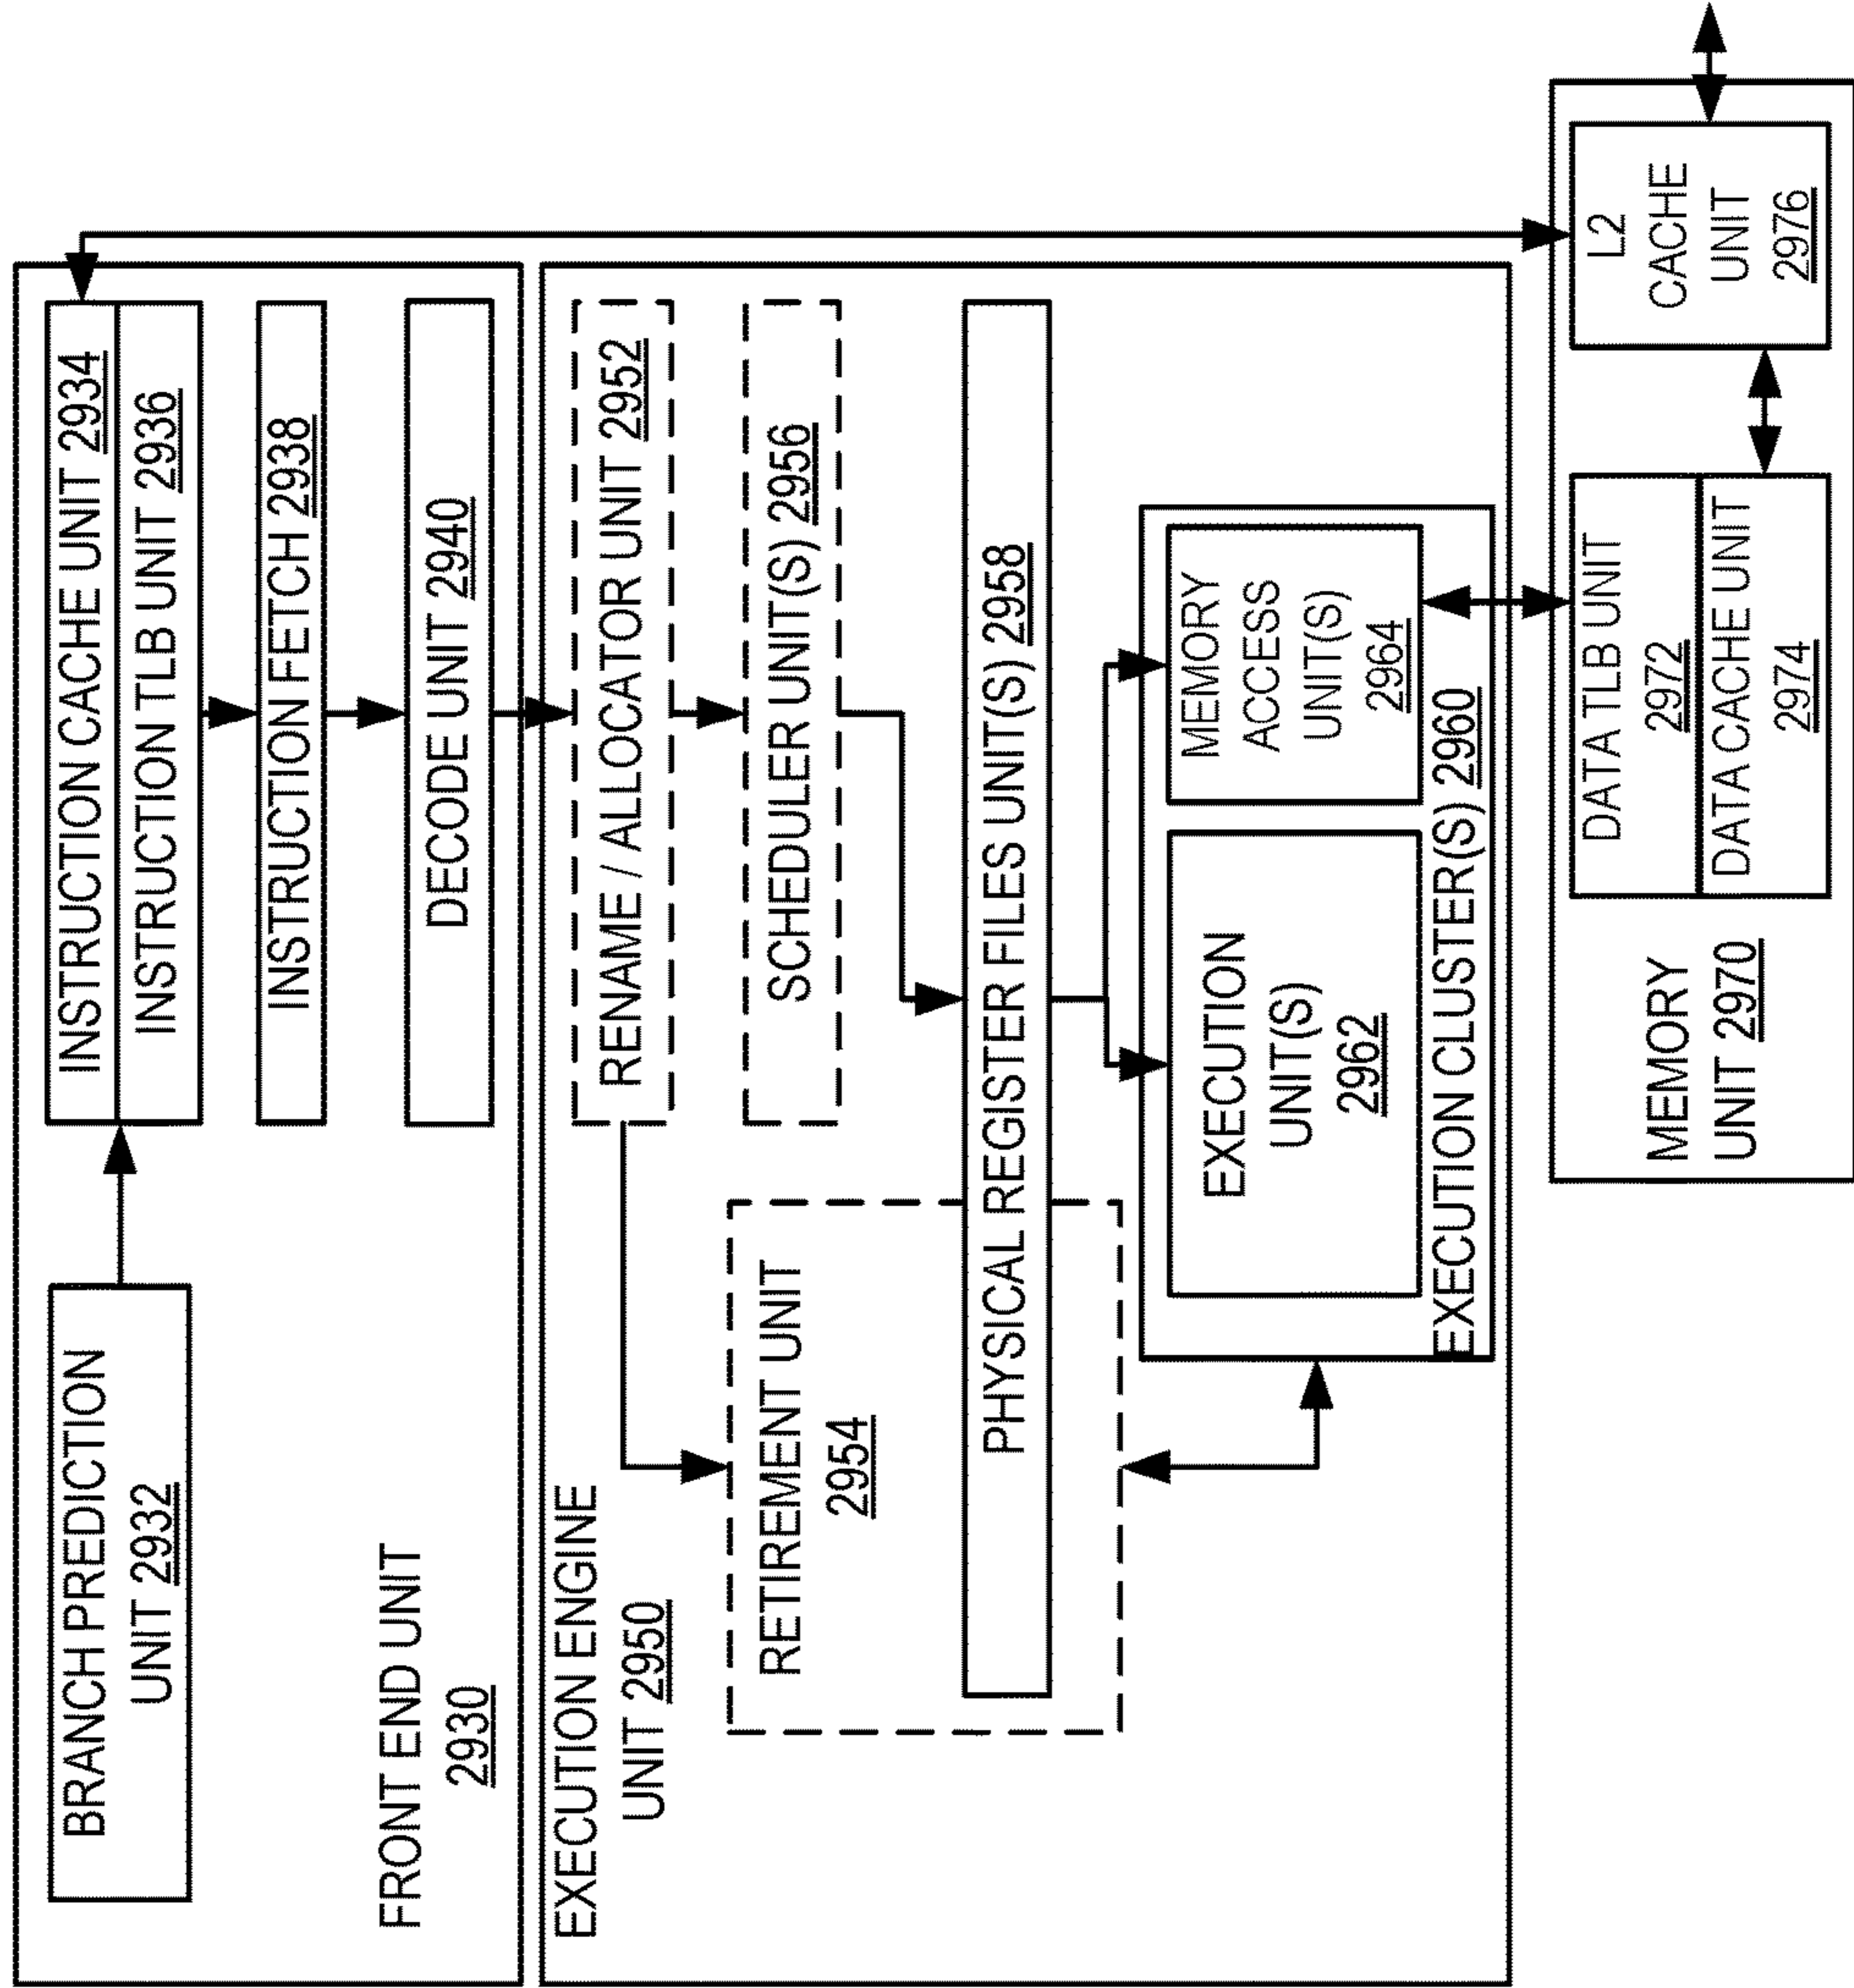 BRANCH PREDICTION
UNIT 2932
INSTRUCTION CACHE UNIT 2934
INSTRUCTION TLB UNIT 2936
INSTRUCTION FETCH 2938
DECODE UNIT 2940
FRONT END UNIT
2930
EXECUTION ENGINE
UNIT 2950
RENAME / ALLOCATOR UNIT 2952
RETIREMENT UNIT
2954
SCHEDULER UNIT(S) 2956
PHYSICAL REGISTER FILES UNIT(S) 2958
EXECUTION
UNIT(S)
2962
MEMORY
ACCESS
UNIT(S)
2964
EXECUTION CLUSTER(S) 2960
MEMORY
UNIT 2970
DATA TLB UNIT
2972
DATA CACHE UNIT
2974
L2
CACHE
UNIT
2976